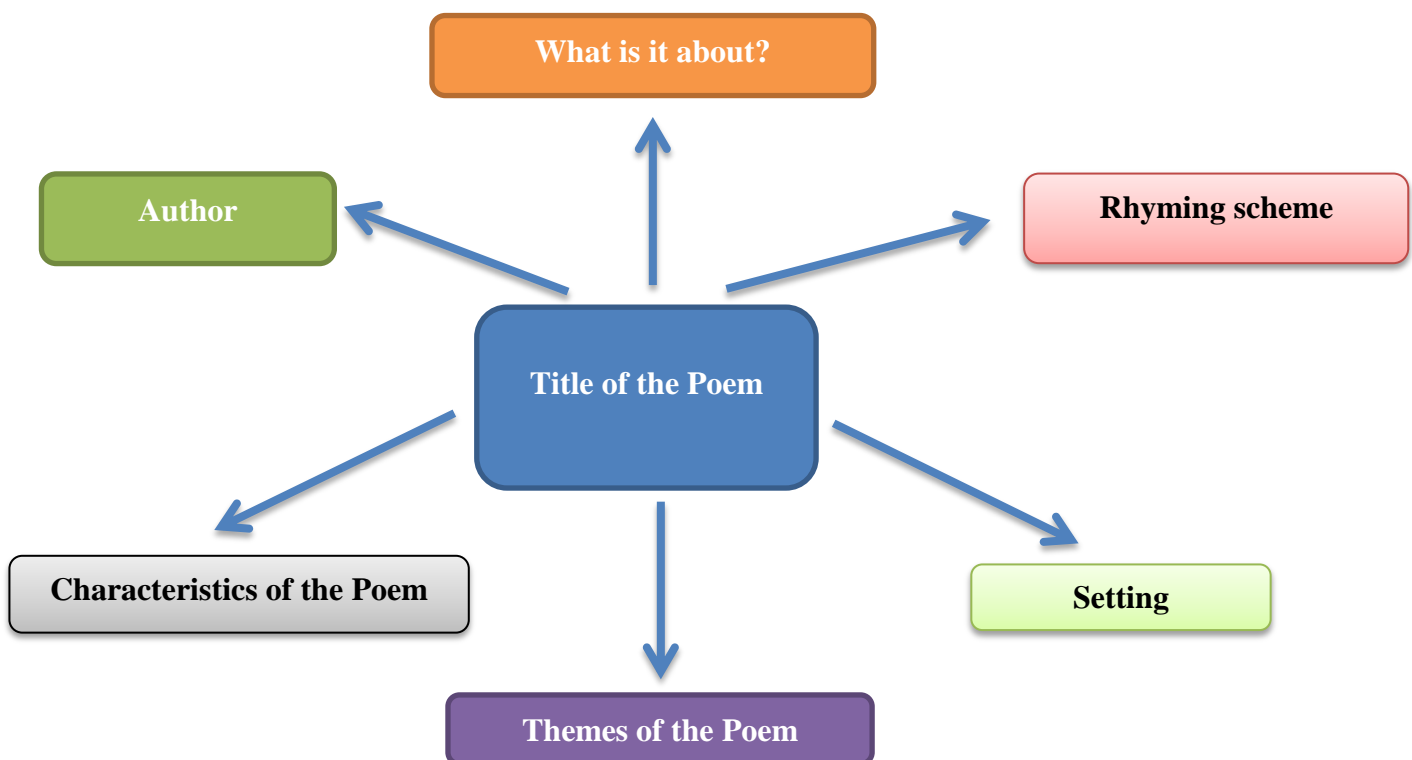 What is it about?
Author
Rhyming scheme
Title of the Poem
Characteristics of the Poem
Setting
Themes of the Poem